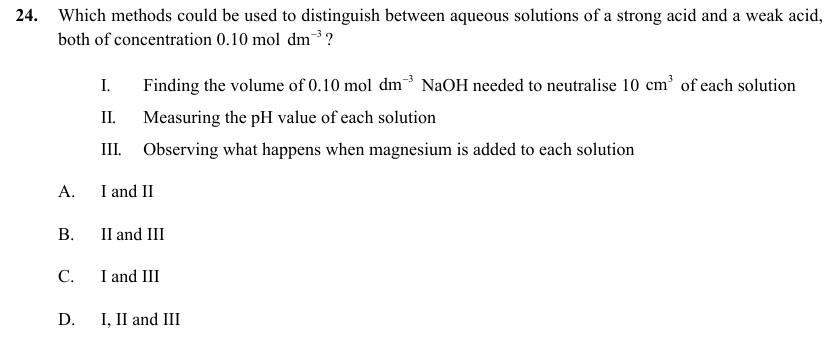 24. Which methods could be used to distinguish between aqueous solutions of a strong acid and a weak acid,
both of concentration 0.10 mol dm⁻³ ?
I. Finding the volume of 0.10 mol dm⁻³ NaOH needed to neutralise 10 cm³ of each solution
II. Measuring the pH value of each solution
III. Observing what happens when magnesium is added to each solution
A. I and II
B. II and III
C. I and III
D. I, II and III